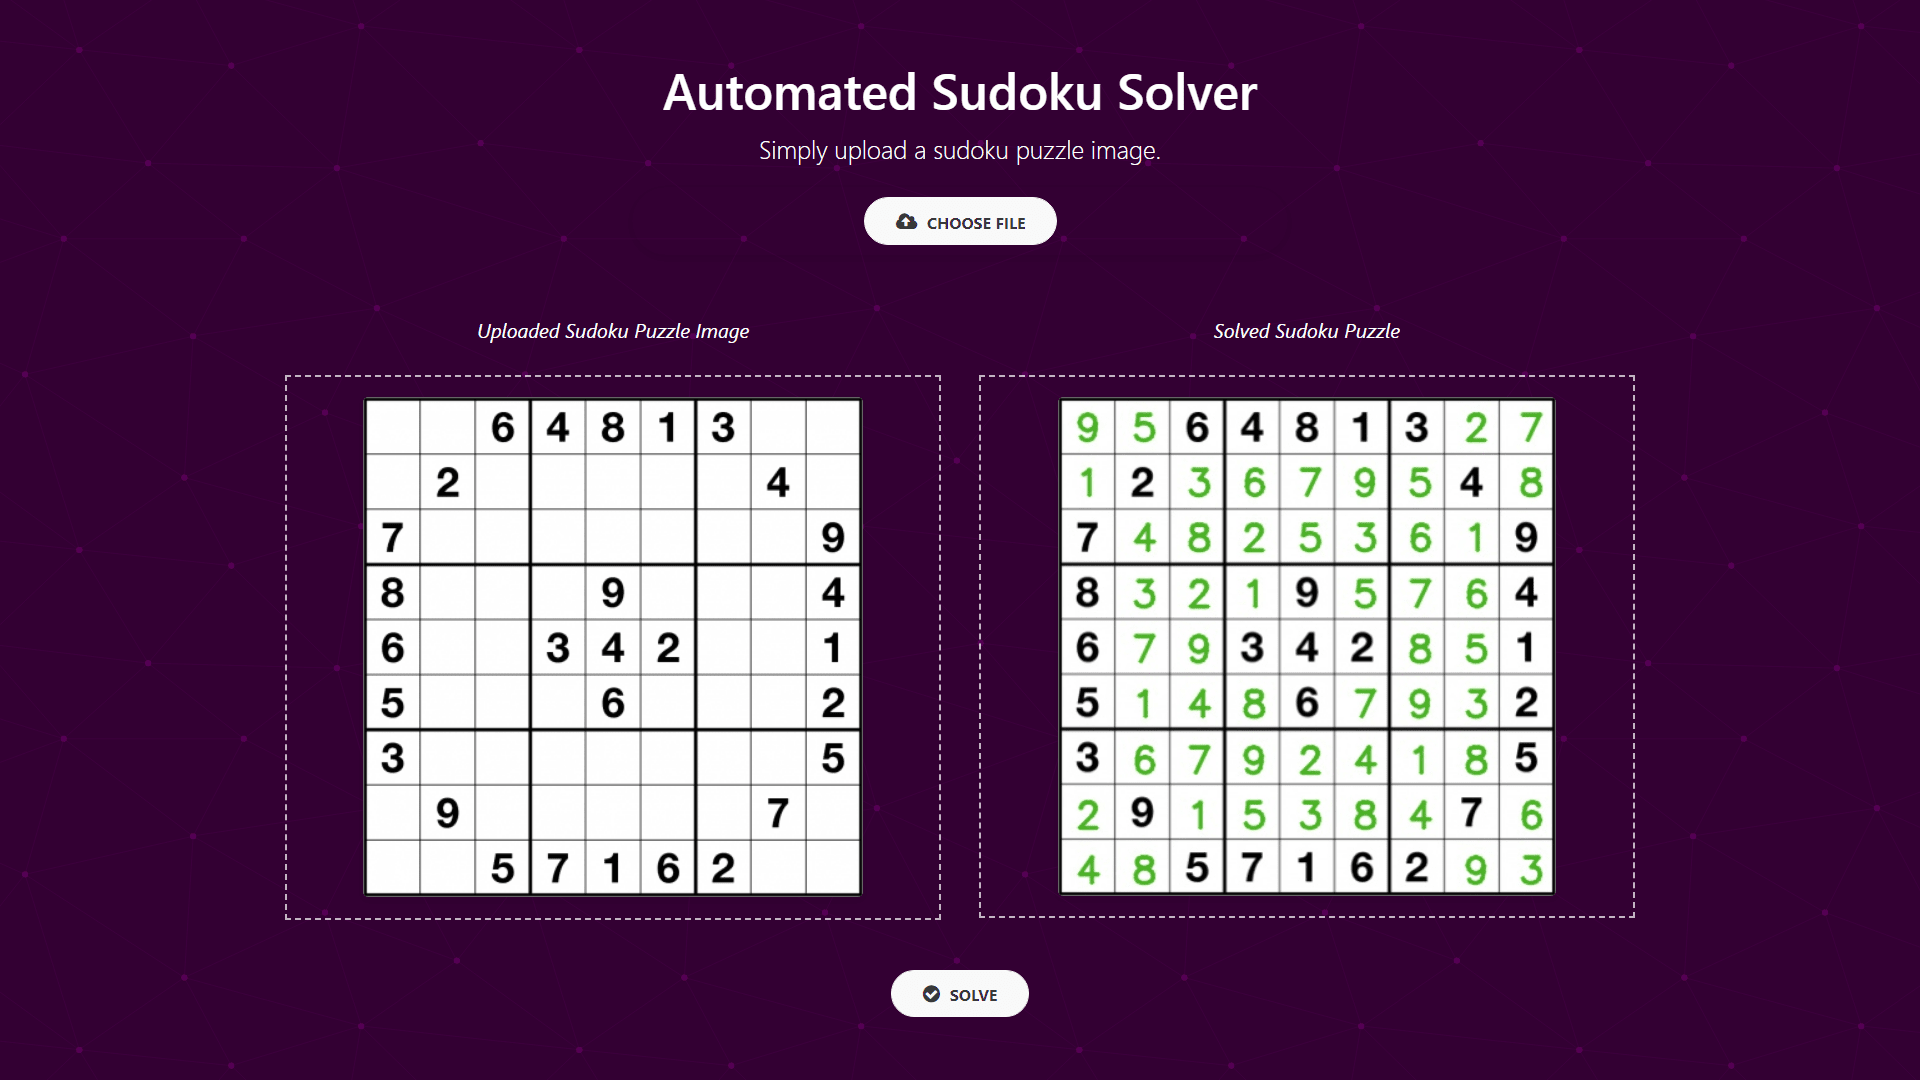 Automated Sudoku Solver
Simply upload a sudoku puzzle image.
CHOOSE FILE
Uploaded Sudoku Puzzle Image
6 4 8 1 3
2 4
7 9
8 9 4
6 3 4 2 1
5 6 2
3 5
9 7
5 7 1 6 2
Solved Sudoku Puzzle
9 5 6 4 8 1 3 2 7
1 2 3 6 7 9 5 4 8
7 4 8 2 5 3 6 1 9
8 3 2 1 9 5 7 6 4
6 7 9 3 4 2 8 5 1
5 1 4 8 6 7 9 3 2
3 6 7 9 2 4 1 8 5
2 9 1 5 3 8 4 7 6
4 8 5 7 1 6 2 9 3
SOLVE